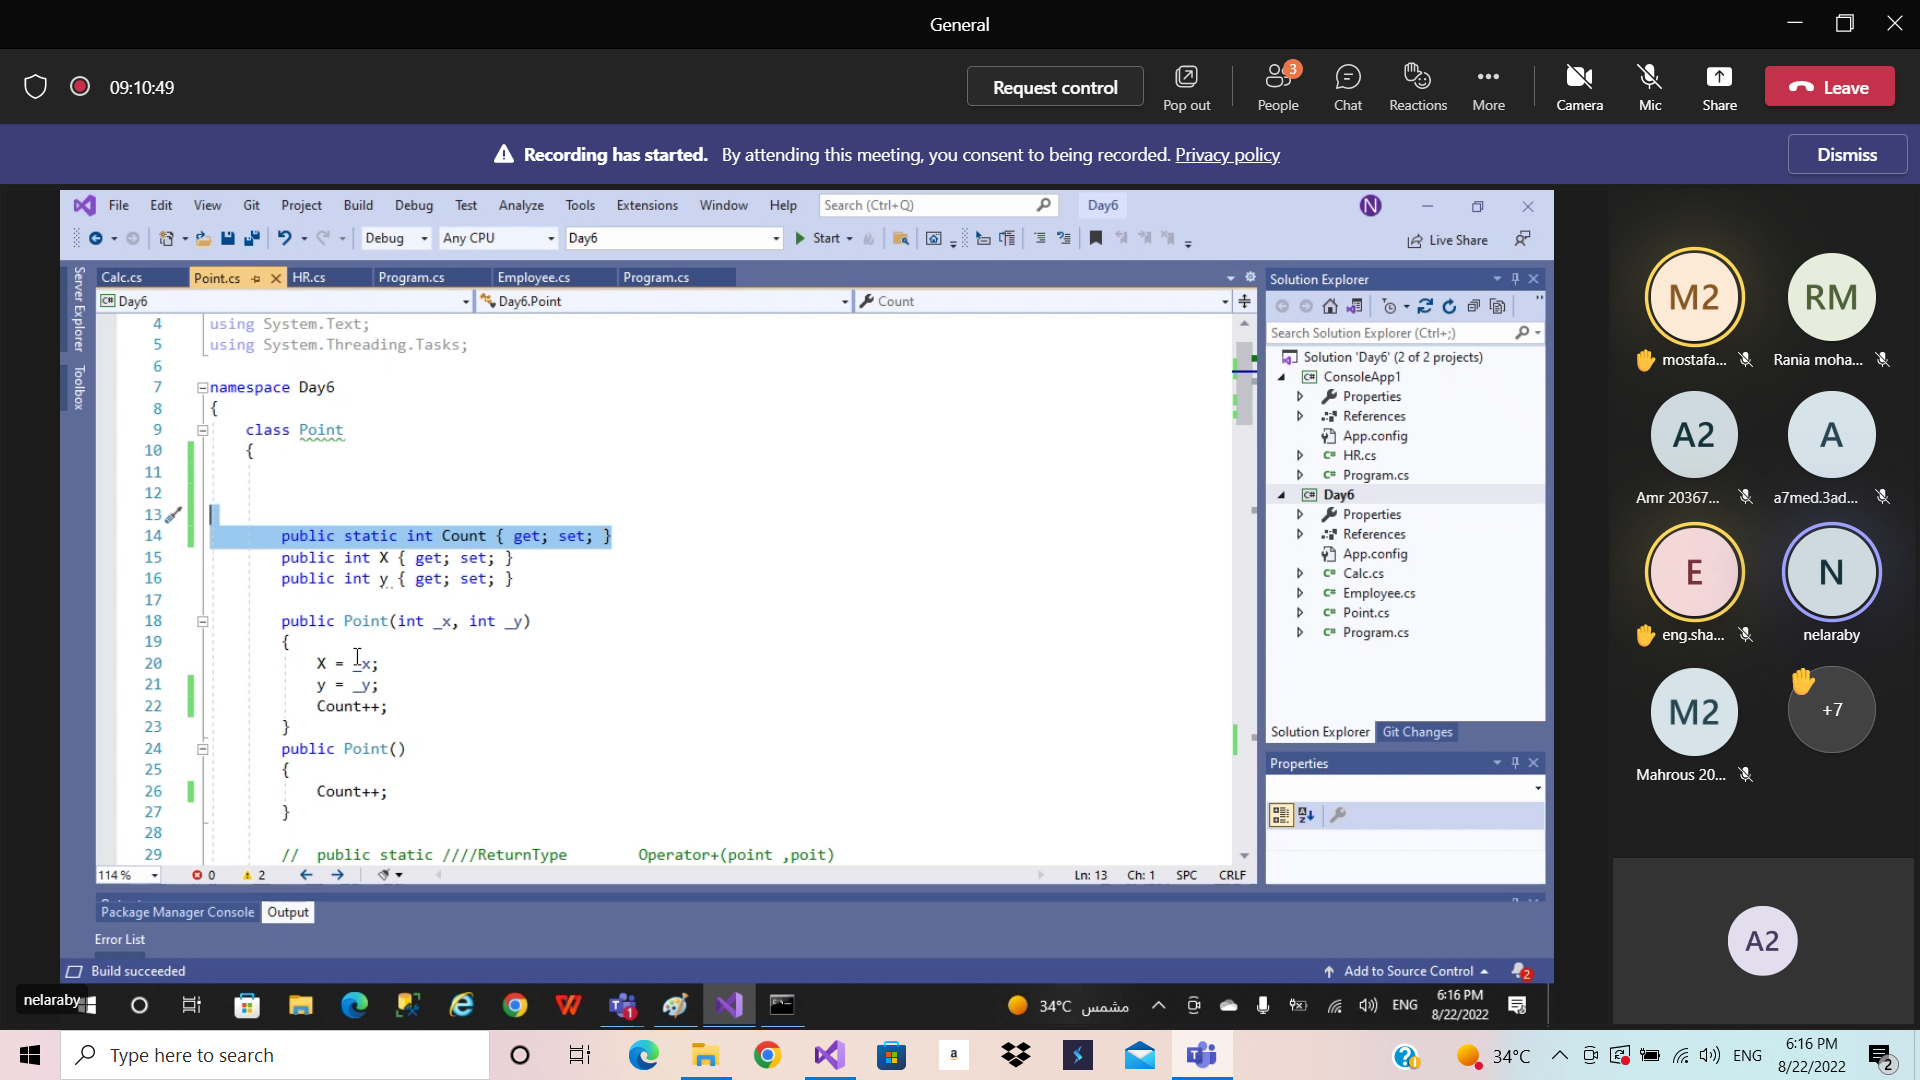 General
09:10:49
Request control
Pop out
3
People
Chat
Reactions
More
Camera
Mic
Share
Leave
Recording has started. By attending this meeting, you consent to being recorded. Privacy policy
Dismiss
File Edit View Git Project Build Debug Test Analyze Tools Extensions Window Help Search (Ctrl+Q) Day6 N
Debug Any CPU Day6 Start Live Share
Server Explorer
Toolbox
Calc.cs Point.cs HR.cs Program.cs Employee.cs Program.cs
Day6 Day6.Point Count
4 using System.Text;
5 using System.Threading.Tasks;
6
7 namespace Day6
8 {
9 class Point
10 {
11
12
13
14 public static int Count { get; set; }
15 public int X { get; set; }
16 public int y { get; set; }
17
18 public Point(int _x, int _y)
19 {
20 X = _x;
21 y = _y;
22 Count++;
23 }
24 public Point()
25 {
26 Count++;
27 }
28
29 // public static ////ReturnType Operator+(point ,poit)
114 % 0 2 Ln: 13 Ch: 1 SPC CRLF
Solution Explorer
Search Solution Explorer (Ctrl+;)
Solution 'Day6' (2 of 2 projects)
ConsoleApp1
Properties
References
App.config
C# HR.cs
C# Program.cs
Day6
Properties
References
App.config
C# Calc.cs
C# Employee.cs
C# Point.cs
C# Program.cs
Solution Explorer Git Changes
Properties
Package Manager Console Output
Error List
Build succeeded
Add to Source Control 2
nelaraby
34°C مشمس ENG 6:16 PM
8/22/2022
M2 RM
mostafa... Rania moha...
A2 A
Amr 20367... a7med.3ad...
E N
eng.sha... nelaraby
M2 +7
Mahrous 20...
A2
Type here to search
34°C ENG 6:16 PM
8/22/2022 2